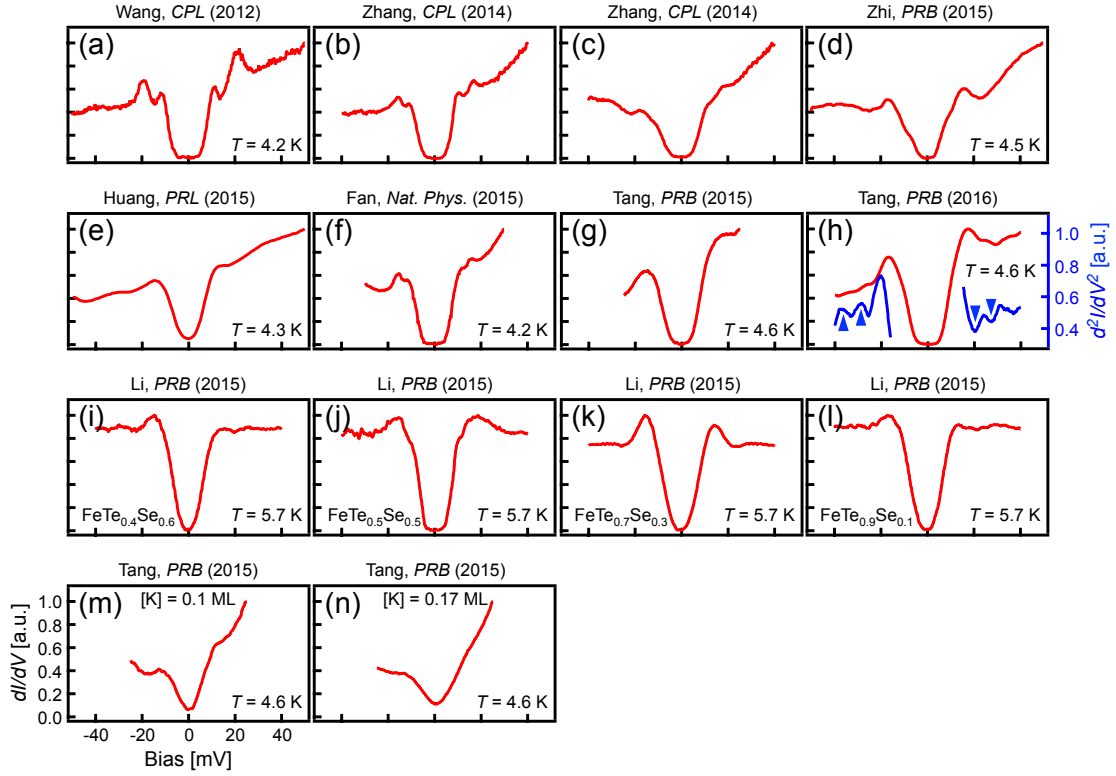 Wang, CPL (2012)
Zhang, CPL (2014)
Zhang, CPL (2014)
Zhi, PRB (2015)
(a)
T = 4.2 K
(b)
(c)
(d)
T = 4.5 K
Huang, PRL (2015)
Fan, Nat. Phys. (2015)
Tang, PRB (2015)
Tang, PRB (2016)
(e)
T = 4.3 K
(f)
T = 4.2 K
(g)
T = 4.6 K
(h)
T = 4.6 K
1.0
0.8
0.6
0.4
d²I/dV² [a.u.]
Li, PRB (2015)
Li, PRB (2015)
Li, PRB (2015)
Li, PRB (2015)
(i)
FeTe₀.₄Se₀.₆
T = 5.7 K
(j)
FeTe₀.₅Se₀.₅
T = 5.7 K
(k)
FeTe₀.₇Se₀.₃
T = 5.7 K
(l)
FeTe₀.₉Se₀.₁
T = 5.7 K
Tang, PRB (2015)
Tang, PRB (2015)
(m)
[K] = 0.1 ML
T = 4.6 K
(n)
[K] = 0.17 ML
T = 4.6 K
dI/dV [a.u.]
1.0
0.8
0.6
0.4
0.2
0.0
-40 -20 0 20 40
Bias [mV]